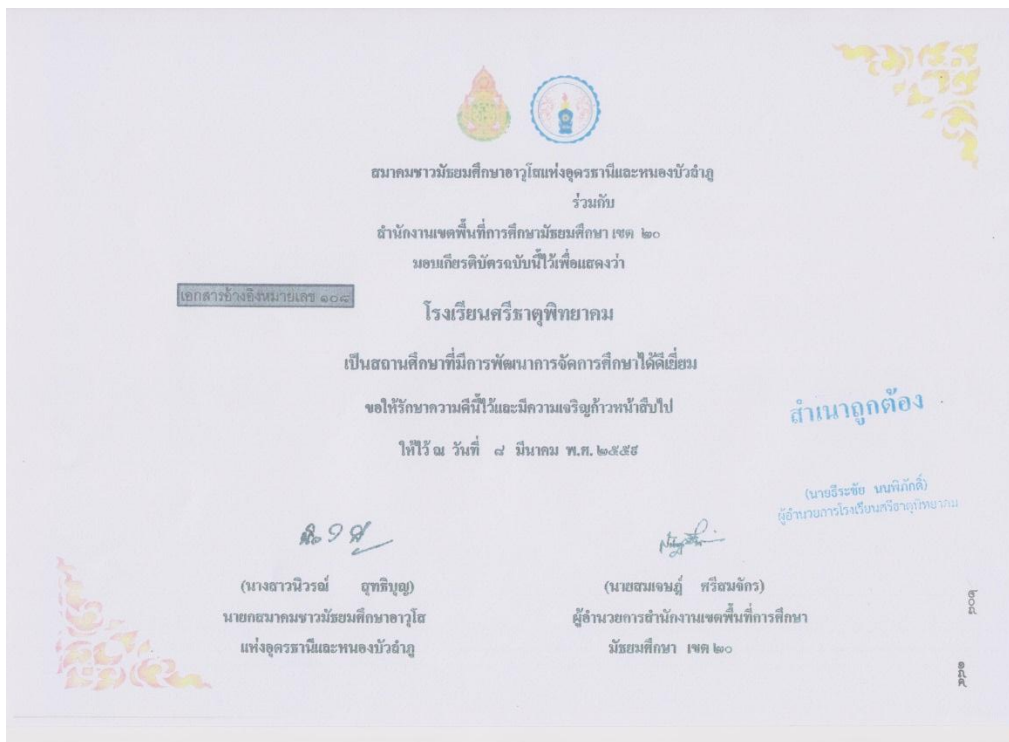 สมาคมชาวมัธยมศึกษาอาวุโสแห่งอุดรธานีและหนองบัวลำภู
ร่วมกับ
สำนักงานเขตพื้นที่การศึกษามัธยมศึกษา เขต ๒๐
มอบเกียรติบัตรฉบับนี้ไว้เพื่อแสดงว่า
เอกสารอ้างอิงหมายเลข ๑๐๘
โรงเรียนศรีธาตุพิทยาคม
เป็นสถานศึกษาที่มีการพัฒนาการจัดการศึกษาได้ดีเยี่ยม
ขอให้รักษาความดีนี้ไว้และมีความเจริญก้าวหน้าสืบไป
สำเนาถูกต้อง
ให้ไว้ ณ วันที่ ๘ มีนาคม พ.ศ. ๒๕๕๙
(นายธีระชัย นนพิภักดิ์)
ผู้อำนวยการโรงเรียนศรีธาตุพิทยาคม
(นางสาวนิวรณ์ สุทธิบุญ)
นายกสมาคมชาวมัธยมศึกษาอาวุโส
แห่งอุดรธานีและหนองบัวลำภู
(นายสมเจษฎ์ ศรีสมจักร)
ผู้อำนวยการสำนักงานเขตพื้นที่การศึกษา
มัธยมศึกษา เขต ๒๐